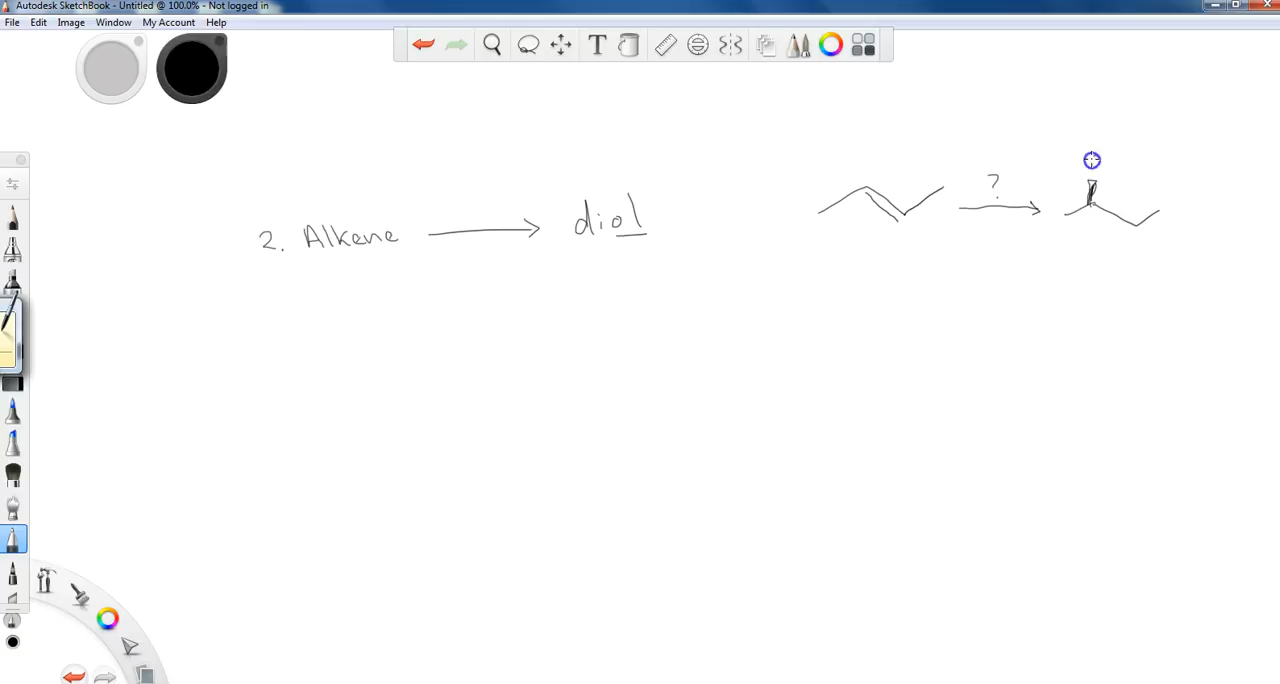 Autodesk SketchBook - Untitled @ 100.0% - Not logged in
File Edit Image Window My Account Help
T
?
2. Alkene diol